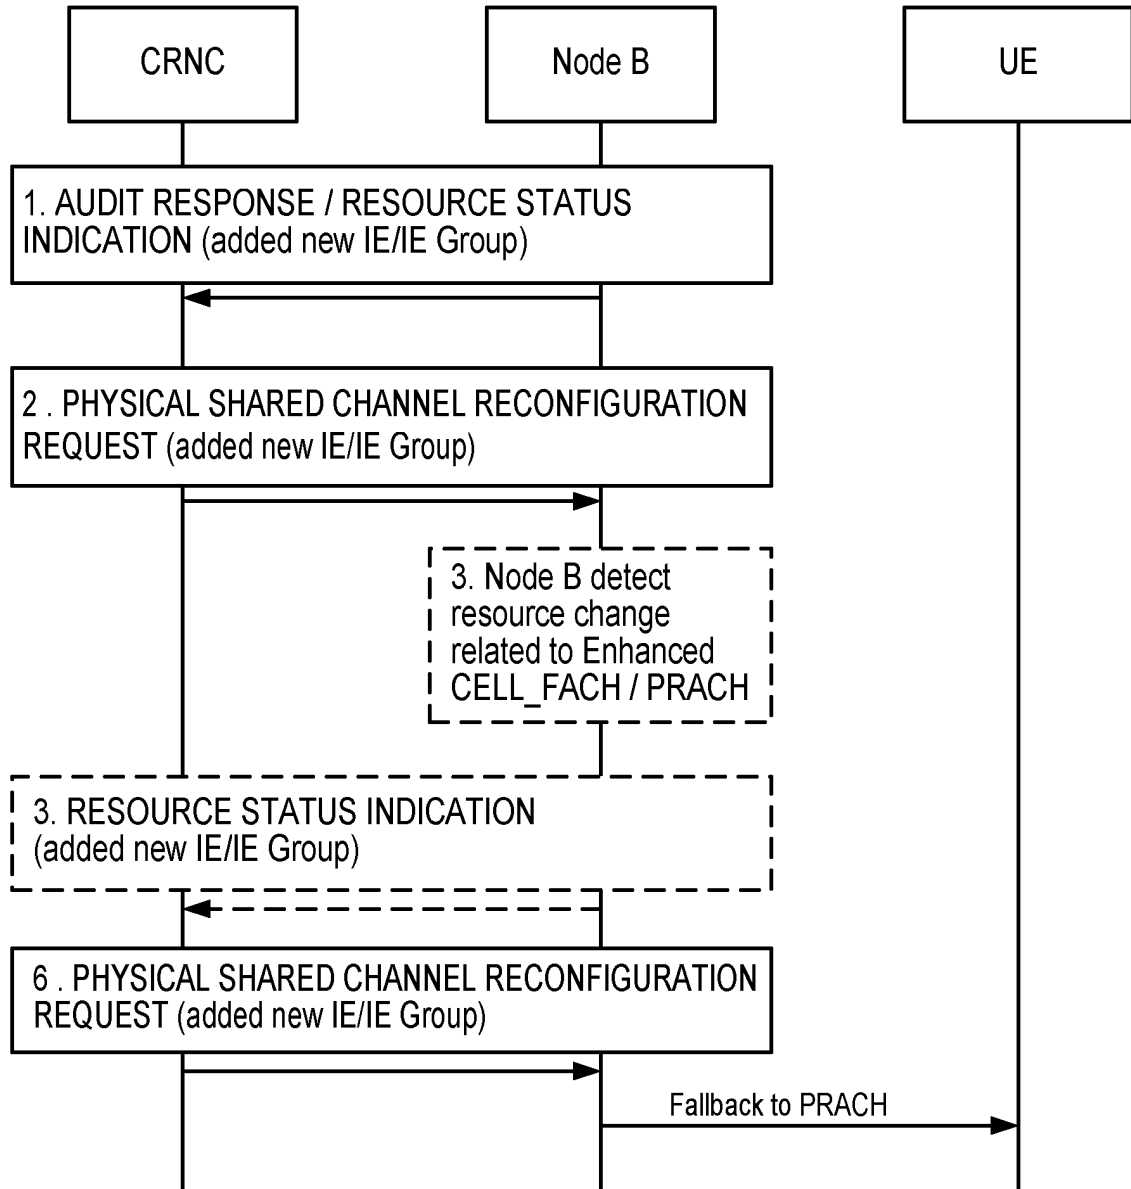 CRNC
Node B
UE
1. AUDIT RESPONSE / RESOURCE STATUS
INDICATION (added new IE/IE Group)
2 . PHYSICAL SHARED CHANNEL RECONFIGURATION
REQUEST (added new IE/IE Group)
3. Node B detect
resource change
related to Enhanced
CELL_FACH / PRACH
3. RESOURCE STATUS INDICATION
(added new IE/IE Group)
6 . PHYSICAL SHARED CHANNEL RECONFIGURATION
REQUEST (added new IE/IE Group)
Fallback to PRACH